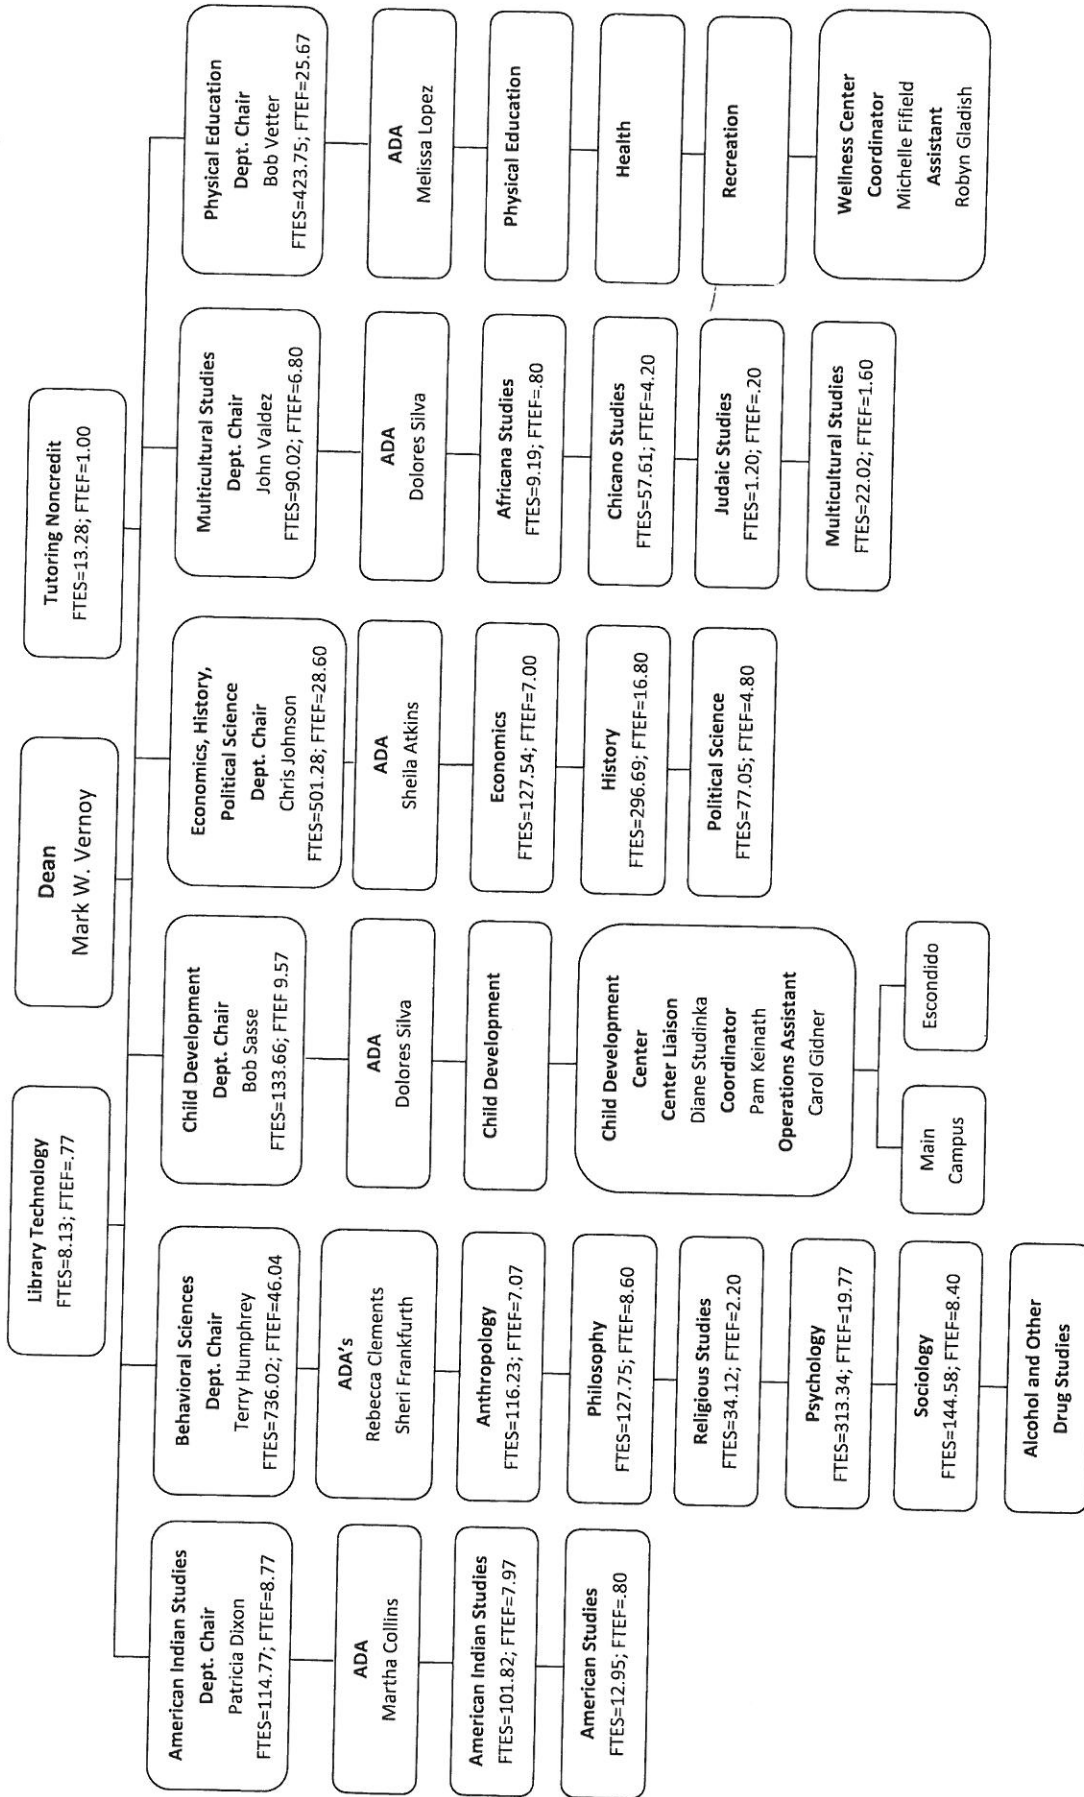 Library Technology
FTES=8.13; FTEF=.77
Dean
Mark W. Vernoy
Tutoring Noncredit
FTES=13.28; FTEF=1.00
American Indian Studies
Dept. Chair
Patricia Dixon
FTES=114.77; FTEF=8.77
ADA
Martha Collins
American Indian Studies
FTES=101.82; FTEF=7.97
American Studies
FTES=12.95; FTEF=.80
Behavioral Sciences
Dept. Chair
Terry Humphrey
FTES=736.02; FTEF=46.04
ADA's
Rebecca Clements
Sheri Frankfurth
Anthropology
FTES=116.23; FTEF=7.07
Philosophy
FTES=127.75; FTEF=8.60
Religious Studies
FTES=34.12; FTEF=2.20
Psychology
FTES=313.34; FTEF=19.77
Sociology
FTES=144.58; FTEF=8.40
Alcohol and Other
Drug Studies
Child Development
Dept. Chair
Bob Sasse
FTES=133.66; FTEF 9.57
ADA
Dolores Silva
Child Development
Child Development
Center
Center Liaison
Diane Studinka
Coordinator
Pam Keinath
Operations Assistant
Carol Gidner
Main
Campus
Escondido
Economics, History,
Political Science
Dept. Chair
Chris Johnson
FTES=501.28; FTEF=28.60
ADA
Sheila Atkins
Economics
FTES=127.54; FTEF=7.00
History
FTES=296.69; FTEF=16.80
Political Science
FTES=77.05; FTEF=4.80
Multicultural Studies
Dept. Chair
John Valdez
FTES=90.02; FTEF=6.80
ADA
Dolores Silva
Africana Studies
FTES=9.19; FTEF=.80
Chicano Studies
FTES=57.61; FTEF=4.20
Judaic Studies
FTES=1.20; FTEF=.20
Multicultural Studies
FTES=22.02; FTEF=1.60
Physical Education
Dept. Chair
Bob Vetter
FTES=423.75; FTEF=25.67
ADA
Melissa Lopez
Physical Education
Health
Recreation
Wellness Center
Coordinator
Michelle Fifield
Assistant
Robyn Gladish